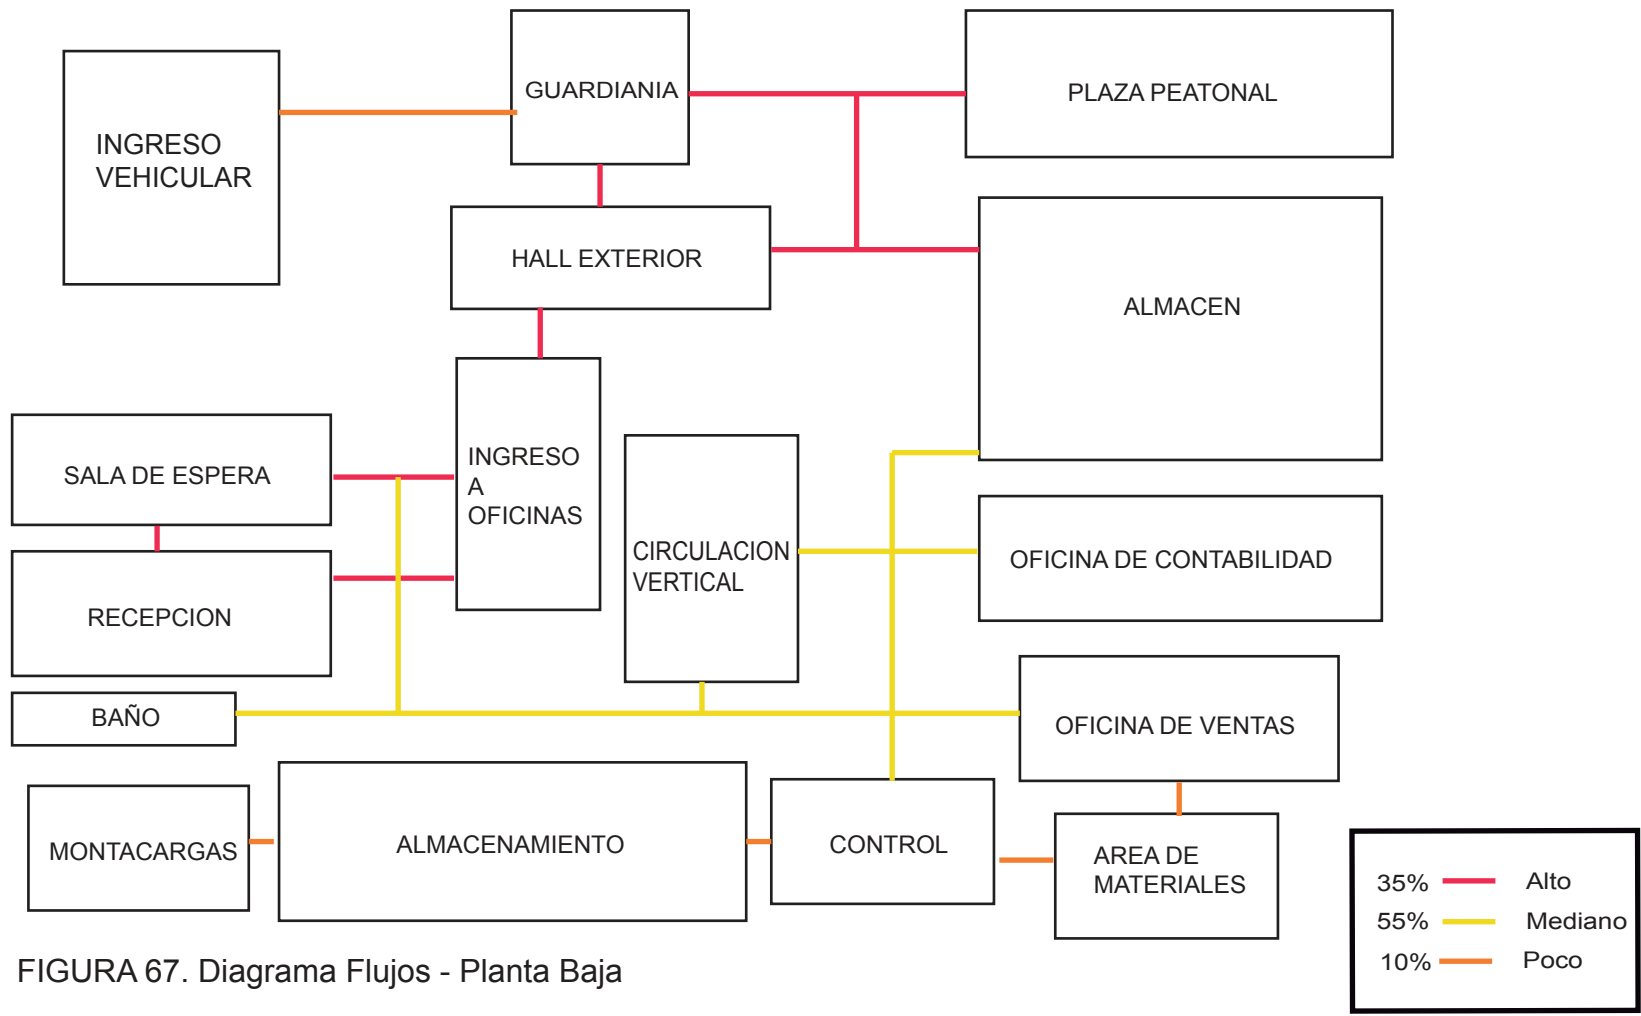 GUARDIANIA
PLAZA PEATONAL
INGRESO
VEHICULAR
HALL EXTERIOR
ALMACEN
SALA DE ESPERA
INGRESO
A
OFICINAS
CIRCULACION
VERTICAL
OFICINA DE CONTABILIDAD
RECEPCION
BAÑO
OFICINA DE VENTAS
MONTACARGAS
ALMACENAMIENTO
CONTROL
AREA DE
MATERIALES
35% Alto
55% Mediano
10% Poco
FIGURA 67. Diagrama Flujos - Planta Baja